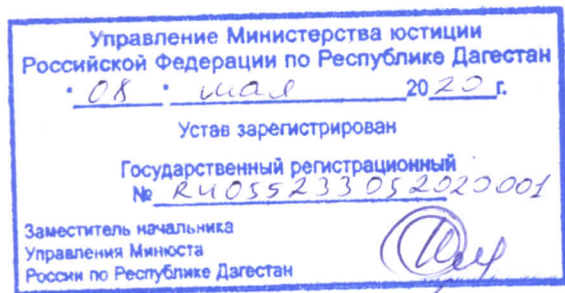 Управление Министерства юстиции
Российской Федерации по Республике Дагестан
"08" мая 2020 г.
Устав зарегистрирован
Государственный регистрационный
№ RU055233052020001
Заместитель начальника
Управления Минюста
России по Республике Дагестан